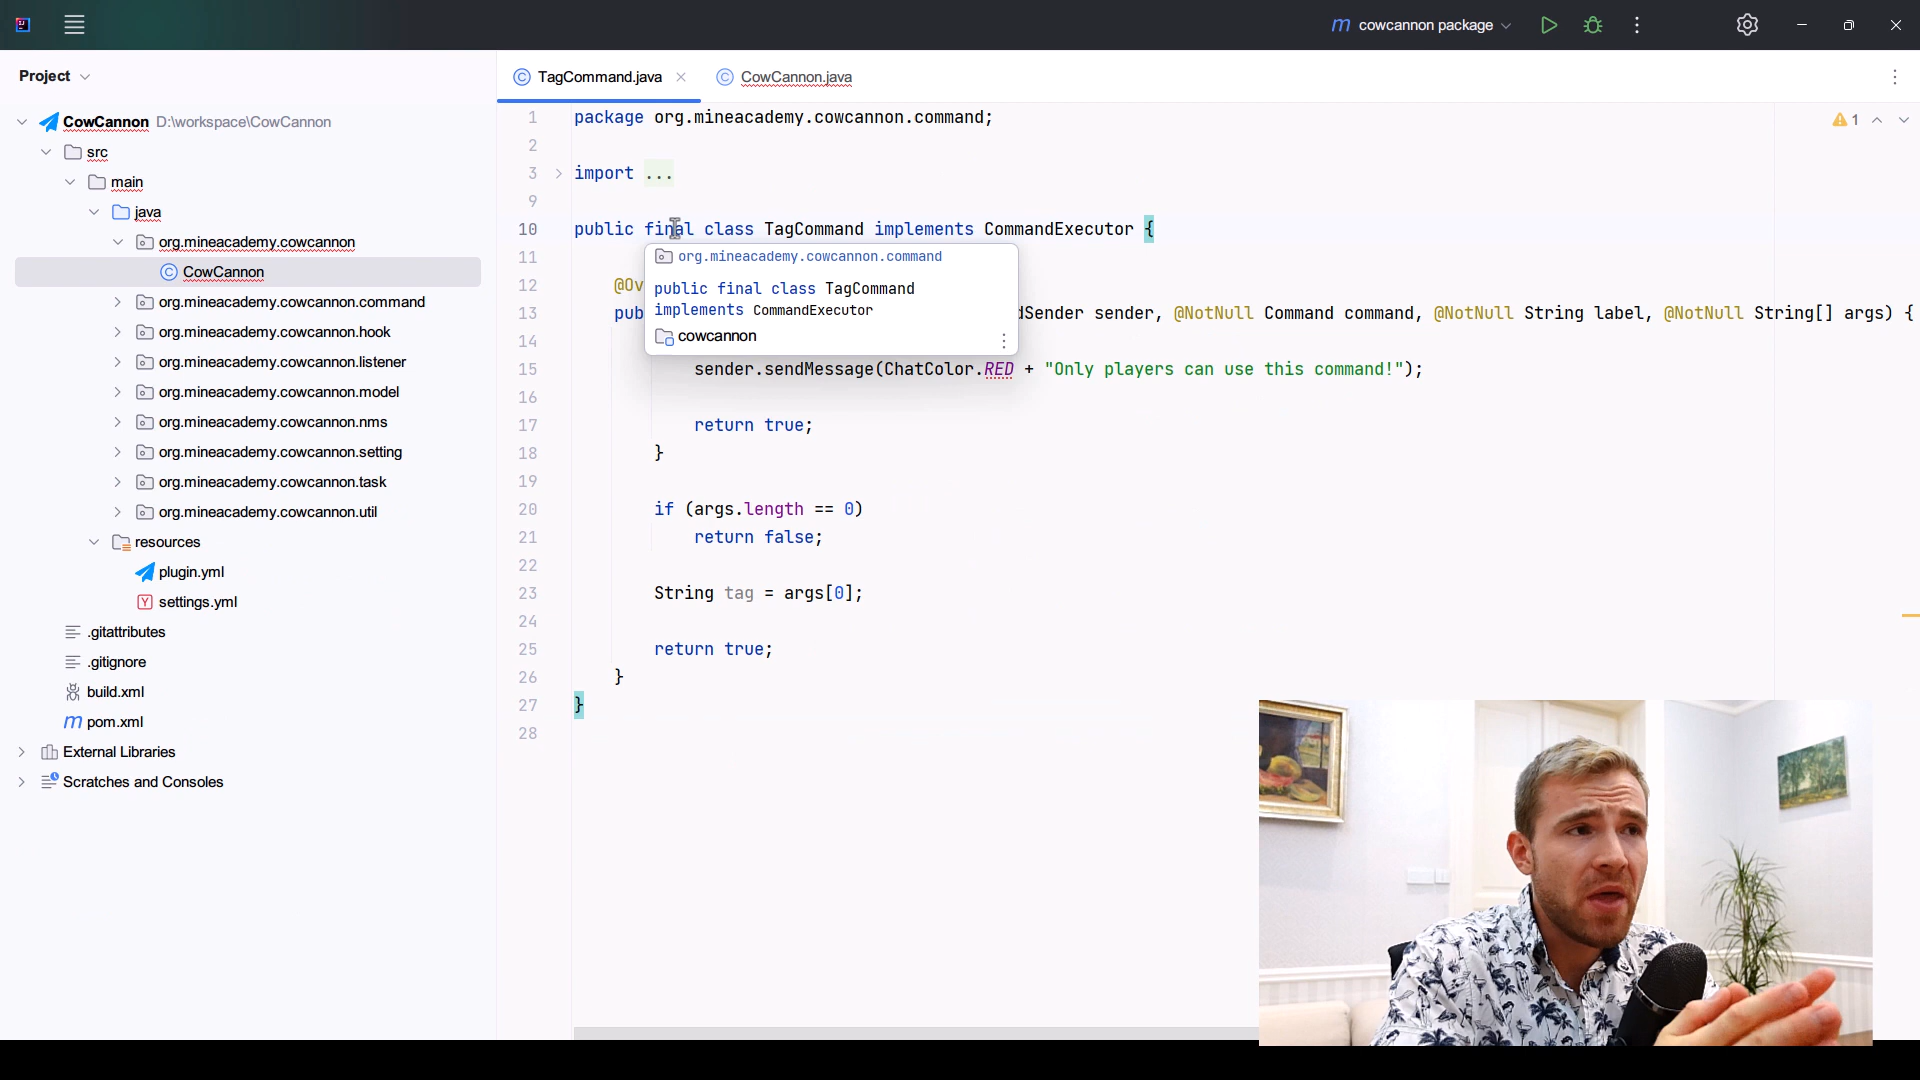 cowcannon package
Project
TagCommand.java
CowCannon.java
CowCannon D:\workspace\CowCannon
src
main
java
org.mineacademy.cowcannon
CowCannon
org.mineacademy.cowcannon.command
org.mineacademy.cowcannon.hook
org.mineacademy.cowcannon.listener
org.mineacademy.cowcannon.model
org.mineacademy.cowcannon.nms
org.mineacademy.cowcannon.setting
org.mineacademy.cowcannon.task
org.mineacademy.cowcannon.util
resources
plugin.yml
settings.yml
.gitattributes
.gitignore
build.xml
pom.xml
External Libraries
Scratches and Consoles
1 package org.mineacademy.cowcannon.command;
1
2
3 import ...
9
10 public final class TagCommand implements CommandExecutor {
11
org.mineacademy.cowcannon.command
public final class TagCommand
implements CommandExecutor
cowcannon
12 @Ov
13 pub dSender sender, @NotNull Command command, @NotNull String label, @NotNull String[] args) {
14
15 sender.sendMessage(ChatColor.RED + "Only players can use this command!");
16
17 return true;
18 }
19
20 if (args.length == 0)
21 return false;
22
23 String tag = args[0];
24
25 return true;
26 }
27 }
28